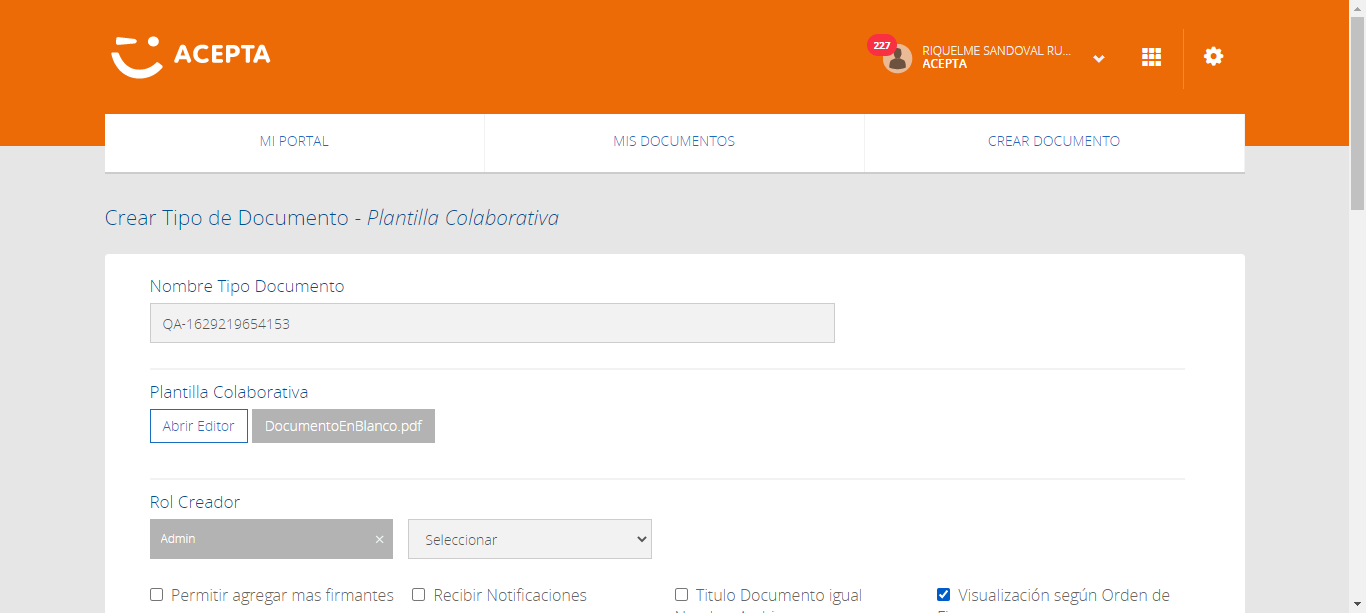 ACEPTA
227
RIQUELME SANDOVAL RU...
ACEPTA
MI PORTAL
MIS DOCUMENTOS
CREAR DOCUMENTO
Crear Tipo de Documento - Plantilla Colaborativa
Nombre Tipo Documento
QA-1629219654153
Plantilla Colaborativa
Abrir Editor
DocumentoEnBlanco.pdf
Rol Creador
Admin ×
Seleccionar
Permitir agregar mas firmantes
Recibir Notificaciones
Titulo Documento igual
Visualización según Orden de